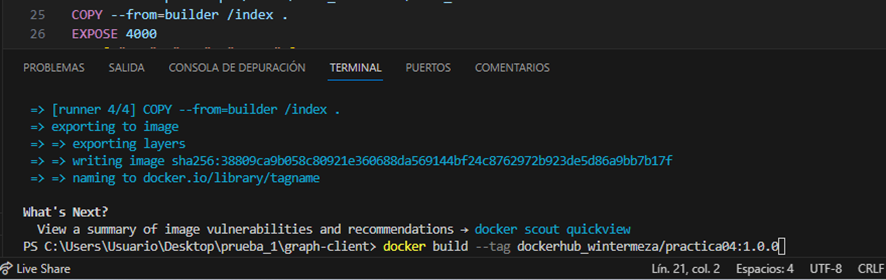 25 COPY --from=builder /index .
26 EXPOSE 4000
PROBLEMAS SALIDA CONSOLA DE DEPURACIÓN TERMINAL PUERTOS COMENTARIOS
=> [runner 4/4] COPY --from=builder /index .
=> exporting to image
=> => exporting layers
=> => writing image sha256:38809ca9b058c80921e360688da569144bf24c8762972b923de5d86a9bb7b17f
=> => naming to docker.io/library/tagname
What's Next?
View a summary of image vulnerabilities and recommendations → docker scout quickview
PS C:\Users\Usuario\Desktop\prueba_1\graph-client> docker build --tag dockerhub_wintermeza/practica04:1.0.0
Live Share Lín. 21, col. 2 Espacios: 4 UTF-8 CRLF